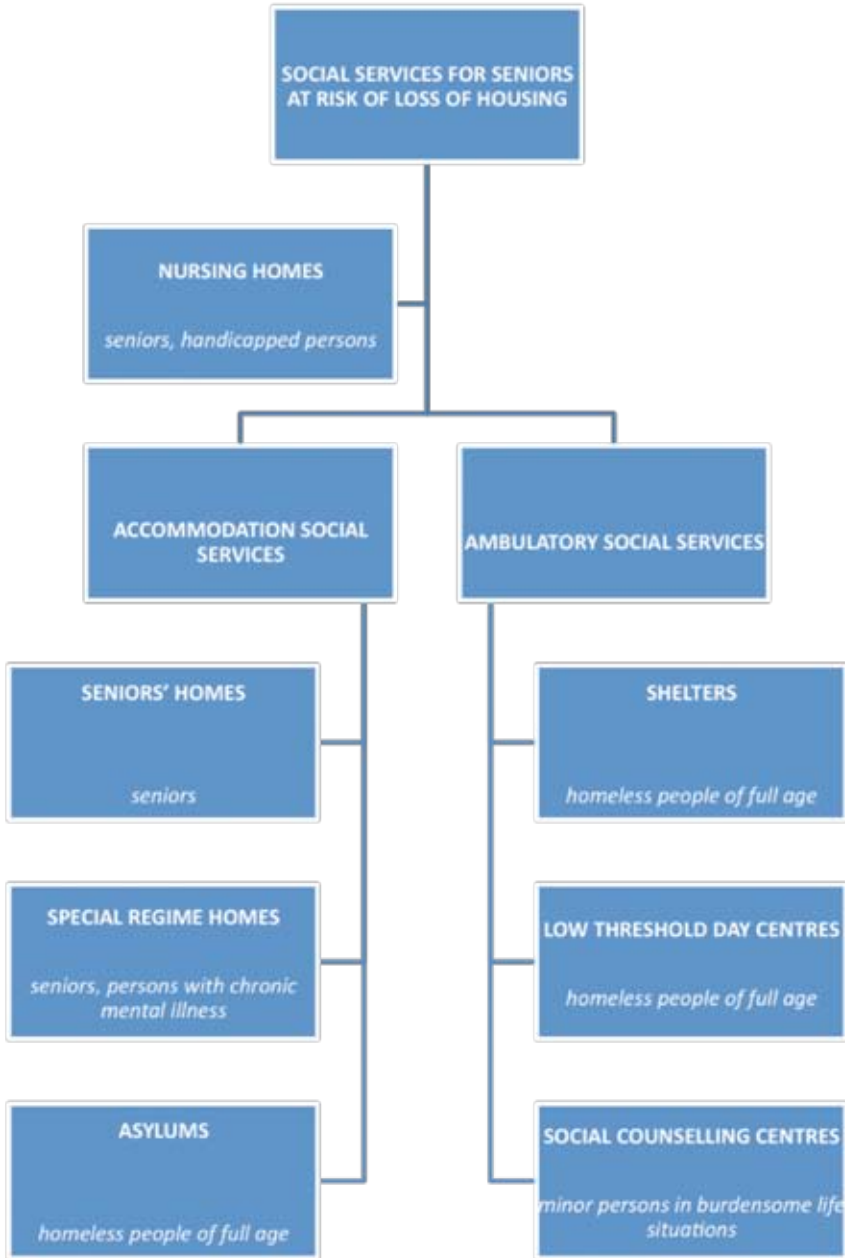 SOCIAL SERVICES FOR SENIORS
AT RISK OF LOSS OF HOUSING
NURSING HOMES
seniors, handicapped persons
ACCOMMODATION SOCIAL
SERVICES
AMBULATORY SOCIAL SERVICES
SENIORS' HOMES
seniors
SHELTERS
homeless people of full age
SPECIAL REGIME HOMES
seniors, persons with chronic
mental illness
LOW THRESHOLD DAY CENTRES
homeless people of full age
ASYLUMS
homeless people of full age
SOCIAL COUNSELLING CENTRES
minor persons in burdensome life
situations